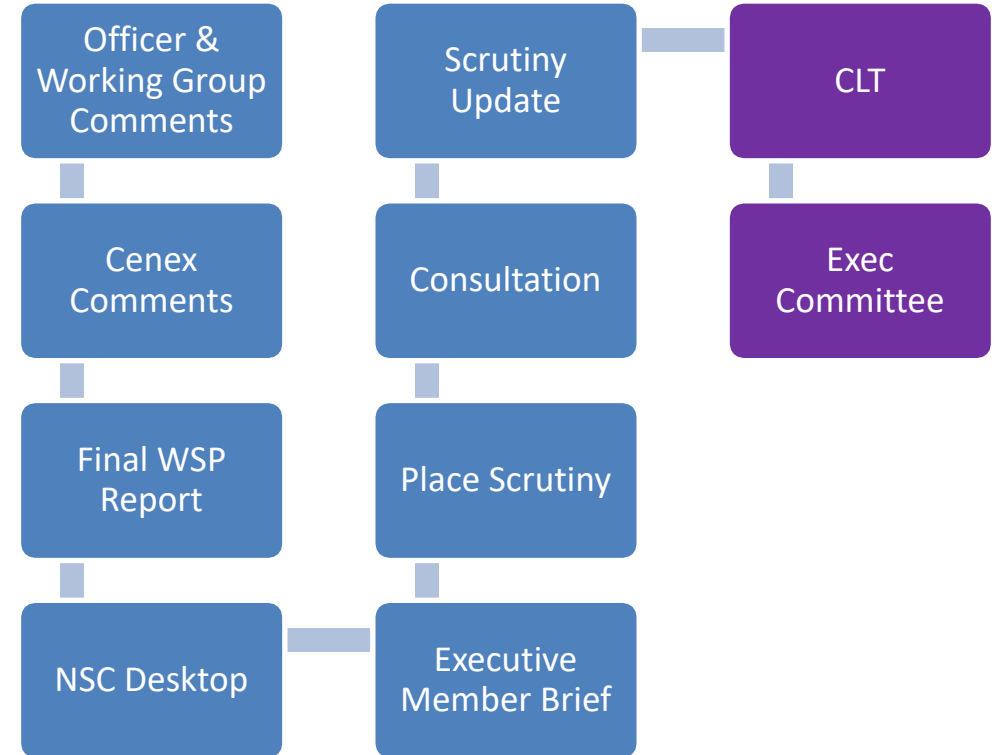 Officer &
Working Group
Comments
Cenex
Comments
Final WSP
Report
NSC Desktop
Executive
Member Brief
Place Scrutiny
Consultation
Scrutiny
Update
CLT
Exec
Committee